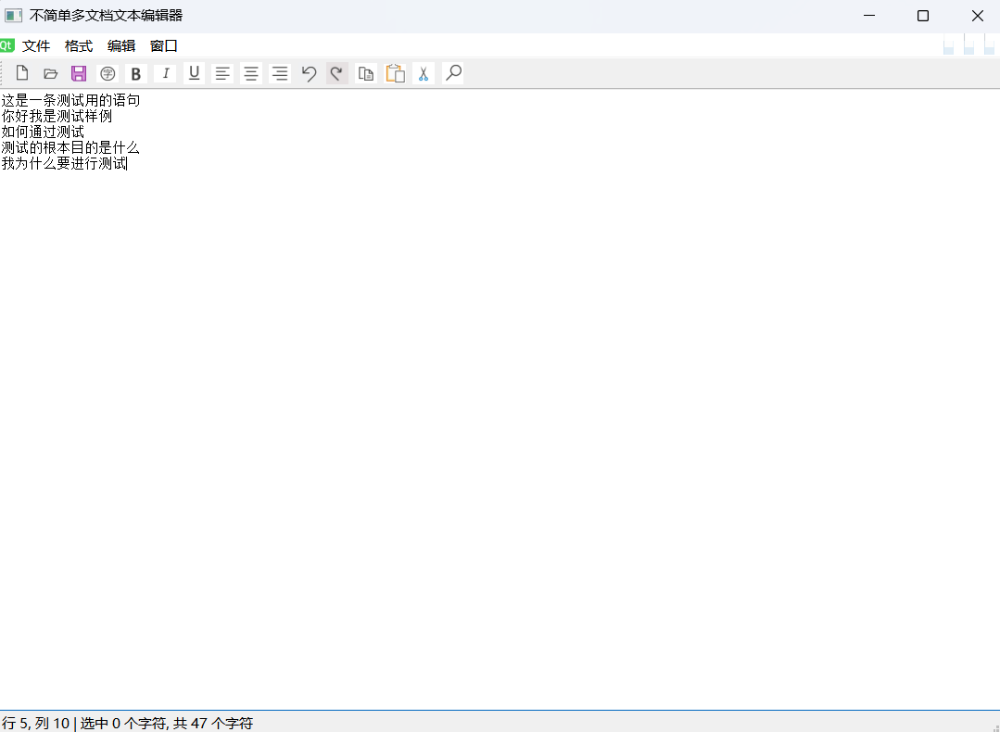 不简单多文档文本编辑器
Qt 文件 格式 编辑 窗口
字 B I U
这是一条测试用的语句
你好我是测试样例
如何通过测试
测试的根本目的是什么
我为什么要进行测试
行 5, 列 10 | 选中 0 个字符, 共 47 个字符